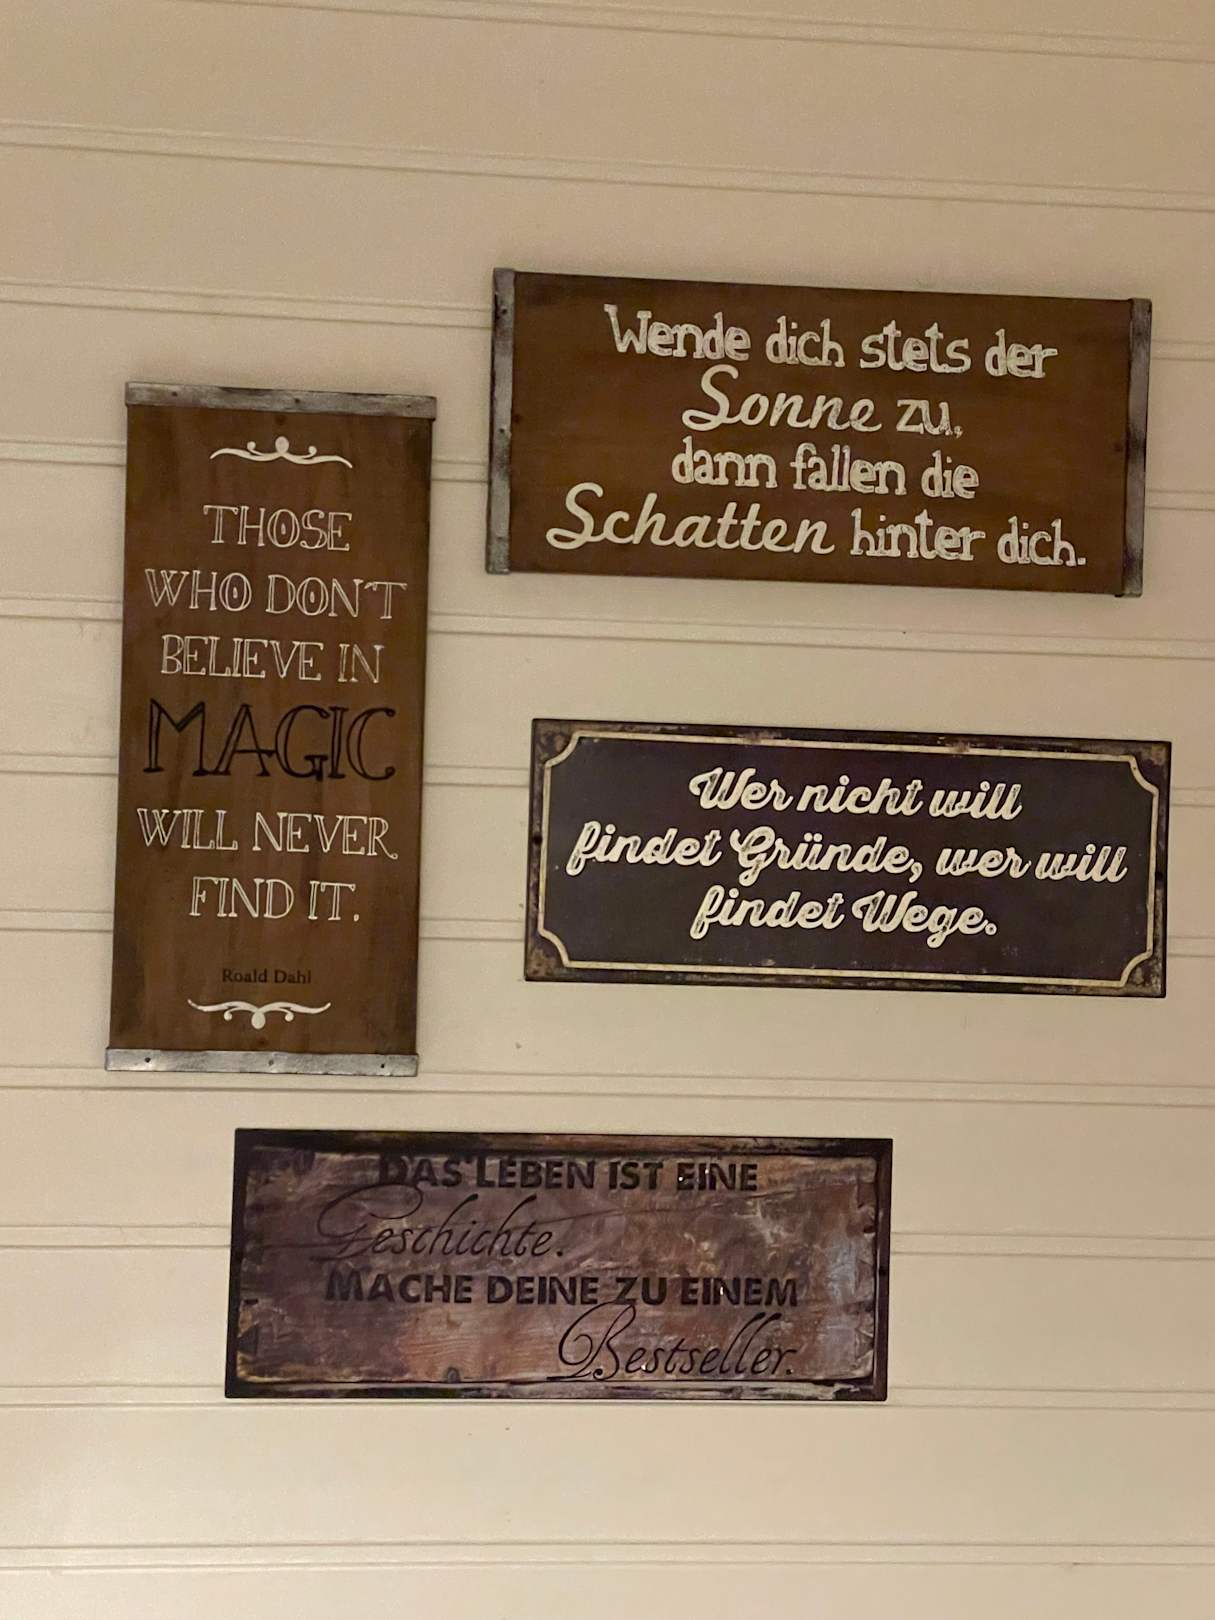 Wende dich stets der
Sonne zu,
dann fallen die
Schatten hinter dich.
THOSE
WHO DON'T
BELIEVE IN
MAGIC
WILL NEVER
FIND IT.
Roald Dahl
Wer nicht will
findet Gründe, wer will
findet Wege.
DAS LEBEN IST EINE
Geschichte.
MACHE DEINE ZU EINEM
Bestseller.